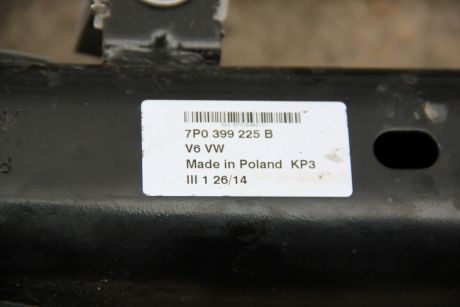 7P0 399 225 B
V6 VW
Made in Poland KP3
III 1 26/14